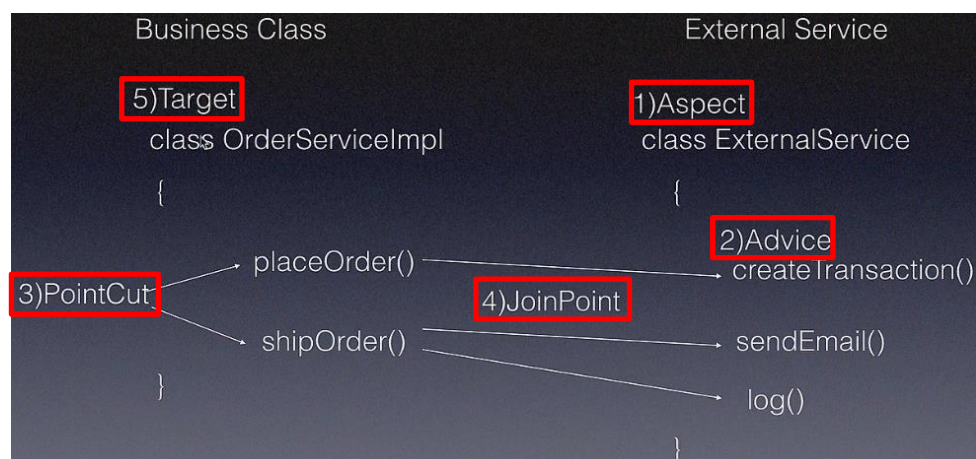 Business Class
External Service
5)Target
1)Aspect
class OrderServiceImpl
class ExternalService
{
{
2)Advice
placeOrder()
createTransaction()
3)PointCut
4)JoinPoint
shipOrder()
sendEmail()
}
log()
}